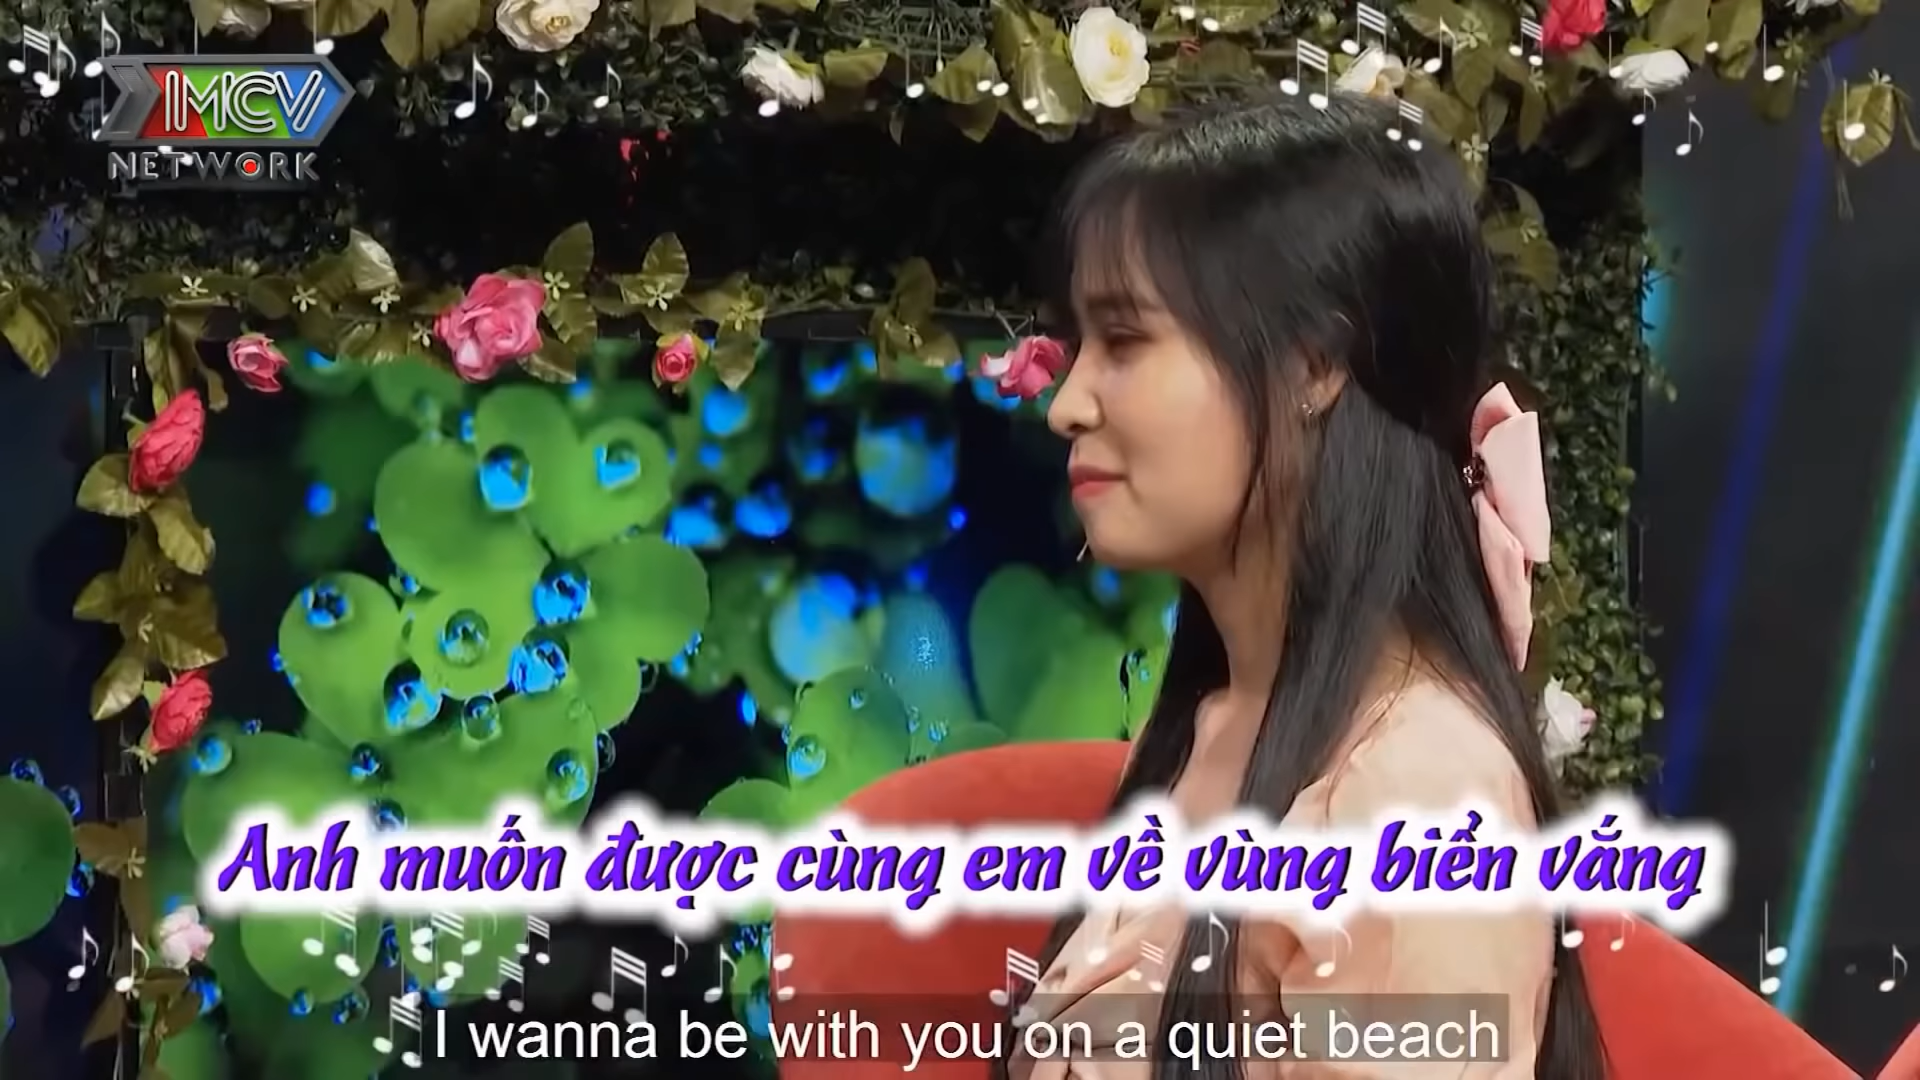 MCV
NETWORK
Anh muốn được cùng em về vùng biển vắng
I wanna be with you on a quiet beach